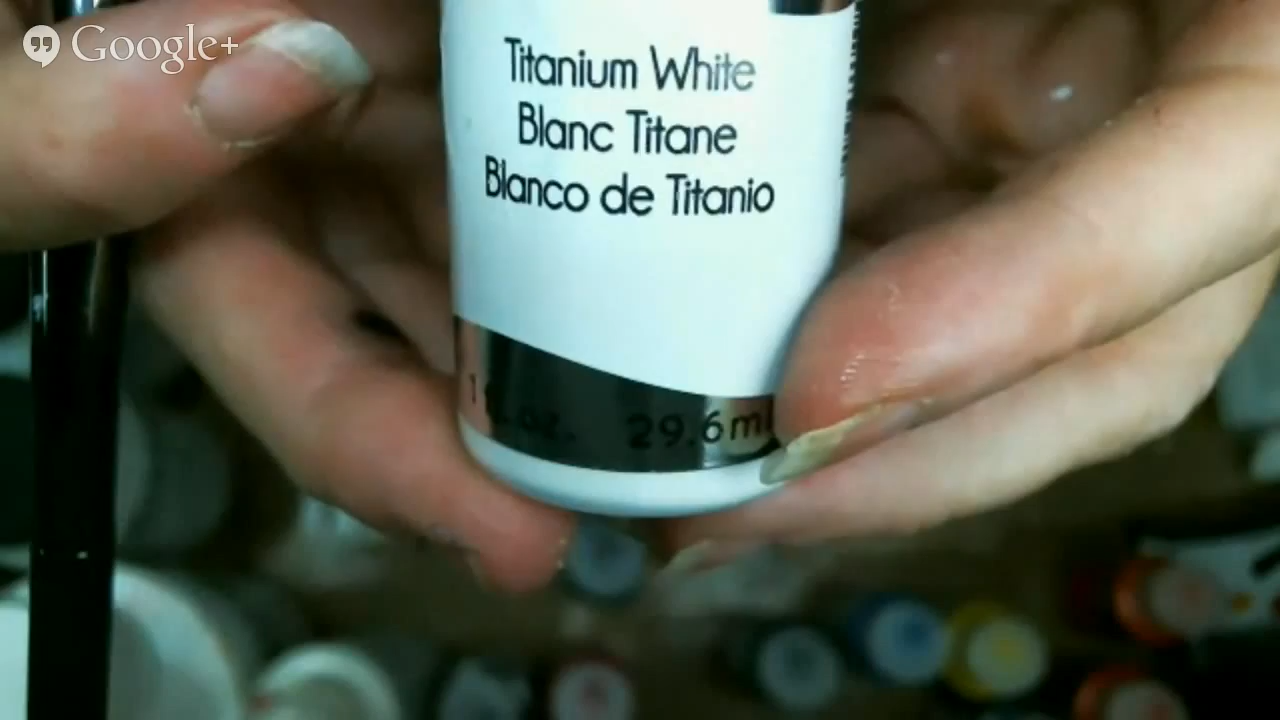 Google+
Titanium White
Blanc Titane
Blanco de Titanio
29.6ml